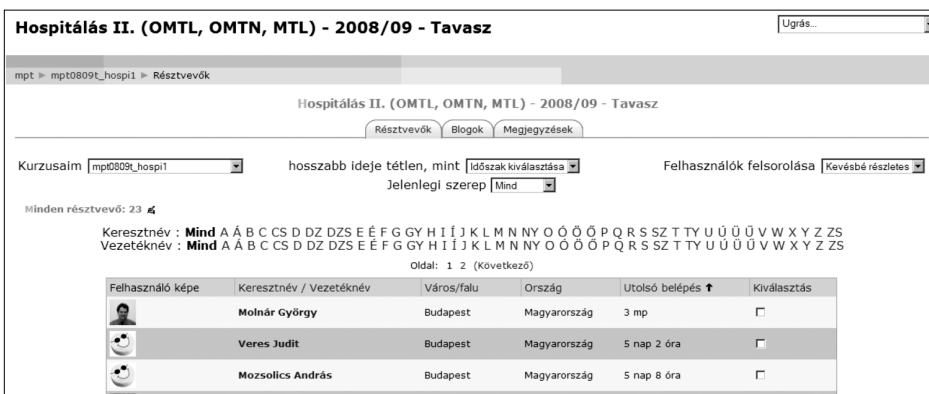 Hospitálás II. (OMTL, OMTN, MTL) - 2008/09 - Tavasz
Ugrás...
mpt ► mpt0809t_hospi1 ► Résztvevők
Hospitálás II. (OMTL, OMTN, MTL) - 2008/09 - Tavasz
Résztvevők Blogok Megjegyzések
Kurzusaim mpt0809t_hospi1 hosszabb ideje tétlen, mint Időszak kiválasztása Felhasználók felsorolása Kevésbé részletes
Jelenlegi szerep Mind
Minden résztvevő: 23
Keresztnév : Mind A Á B C CS D DZ DZS E É F G GY H I Í J K L M N NY O Ó Ö Ő P Q R S SZ T TY U Ú Ü Ű V W X Y Z ZS
Vezetéknév : Mind A Á B C CS D DZ DZS E É F G GY H I Í J K L M N NY O Ó Ö Ő P Q R S SZ T TY U Ú Ü Ű V W X Y Z ZS
Oldal: 1 2 (Következő)
Felhasználó képe Keresztnév / Vezetéknév Város/falu Ország Utolsó belépés ↑ Kiválasztás
Molnár György Budapest Magyarország 3 mp
Veres Judit Budapest Magyarország 5 nap 2 óra
Mozsolics András Budapest Magyarország 5 nap 8 óra